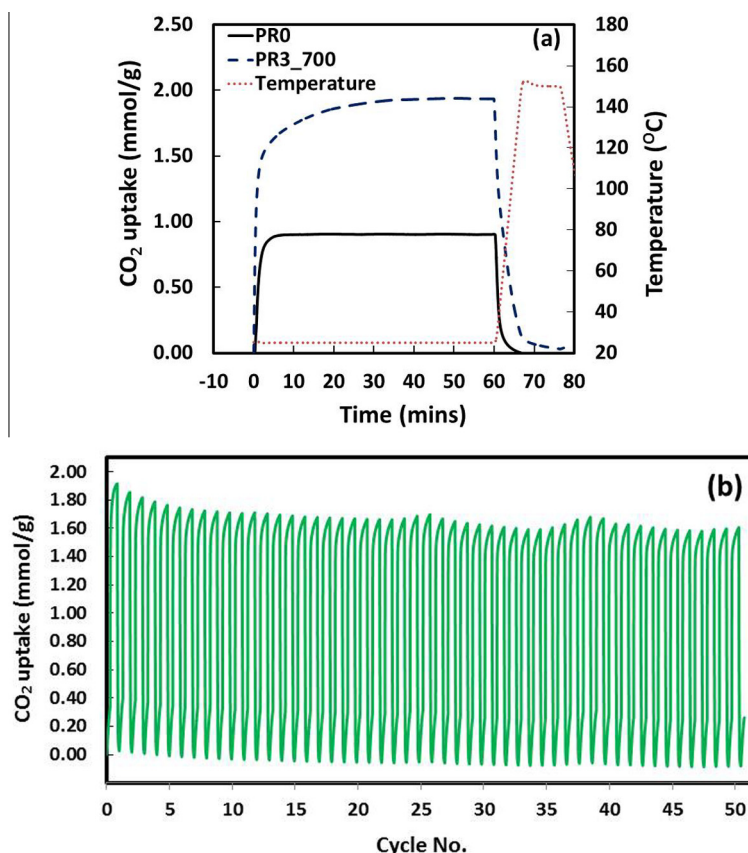 (a)
PR0
PR3_700
Temperature
CO2 uptake (mmol/g)
2.50
2.00
1.50
1.00
0.50
0.00
180
160
140
120
100
80
60
40
20
Temperature (OC)
-10 0 10 20 30 40 50 60 70 80
Time (mins)
(b)
CO2 uptake (mmol/g)
2.00
1.80
1.60
1.40
1.20
1.00
0.80
0.60
0.40
0.20
0.00
0 5 10 15 20 25 30 35 40 45 50
Cycle No.